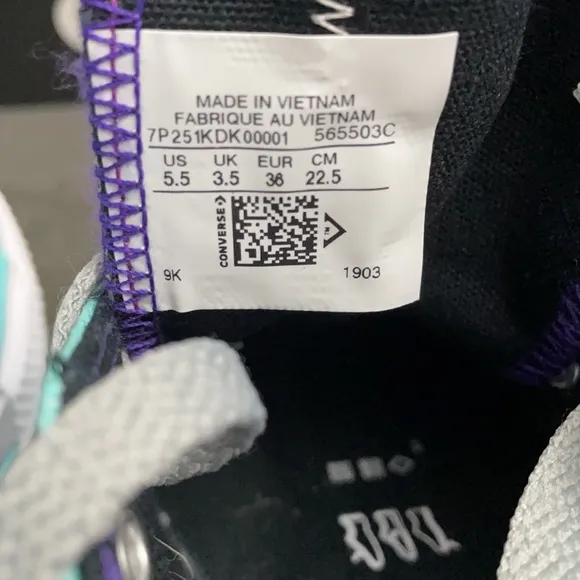 MADE IN VIETNAM
FABRIQUE AU VIETNAM
7P251KDK00001 565503C
US UK EUR CM
5.5 3.5 36 22.5
CONVERSE
TM
9K 1903